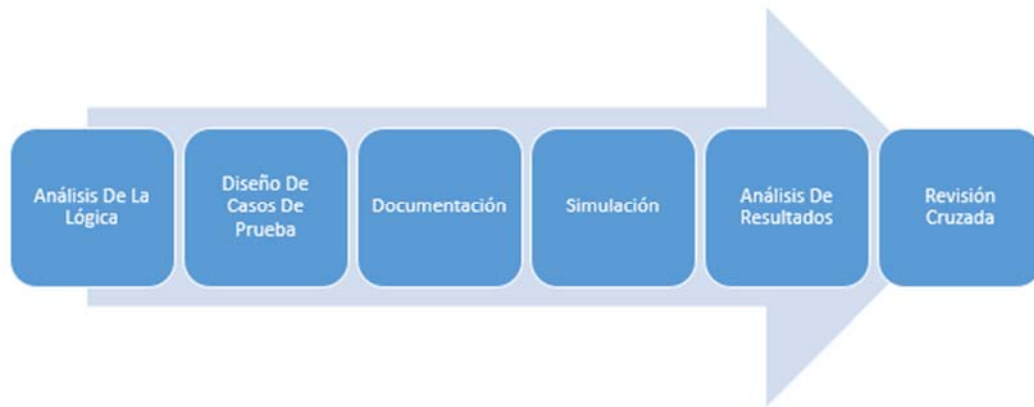 Análisis De La
Lógica
Diseño De
Casos De
Prueba
Documentación
Simulación
Análisis De
Resultados
Revisión
Cruzada